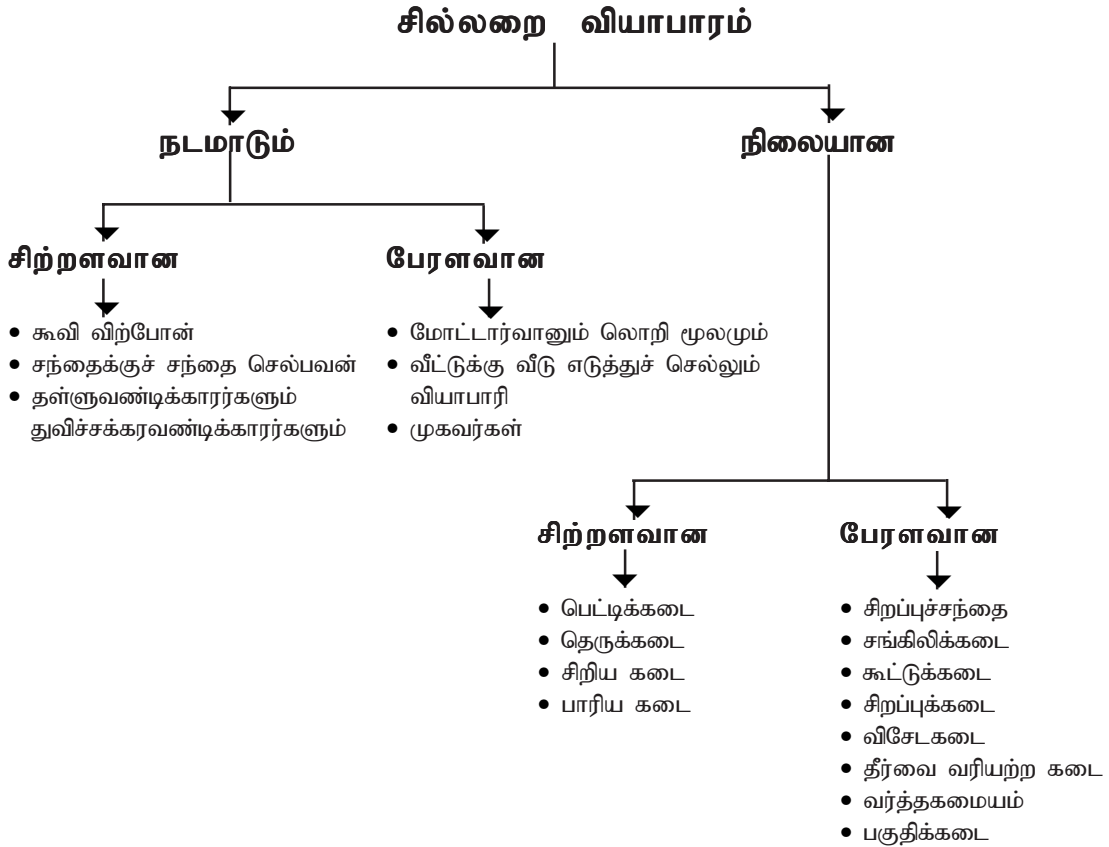 சில்லறை வியாபாரம்
நடமாடும்
நிலையான
சிற்றளவான
பேரளவான
• கூவி விற்போன்
• சந்தைக்குச் சந்தை செல்பவன்
• தள்ளுவண்டிக்காரர்களும்
துவிச்சக்கரவண்டிக்காரர்களும்
• மோட்டார்வானும் லொறி மூலமும்
• வீட்டுக்கு வீடு எடுத்துச் செல்லும்
வியாபாரி
• முகவர்கள்
சிற்றளவான
பேரளவான
• பெட்டிக்கடை
• தெருக்கடை
• சிறிய கடை
• பாரிய கடை
• சிறப்புச்சந்தை
• சங்கிலிக்கடை
• கூட்டுக்கடை
• சிறப்புக்கடை
• விசேடகடை
• தீர்வை வரியற்ற கடை
• வர்த்தகமையம்
• பகுதிக்கடை